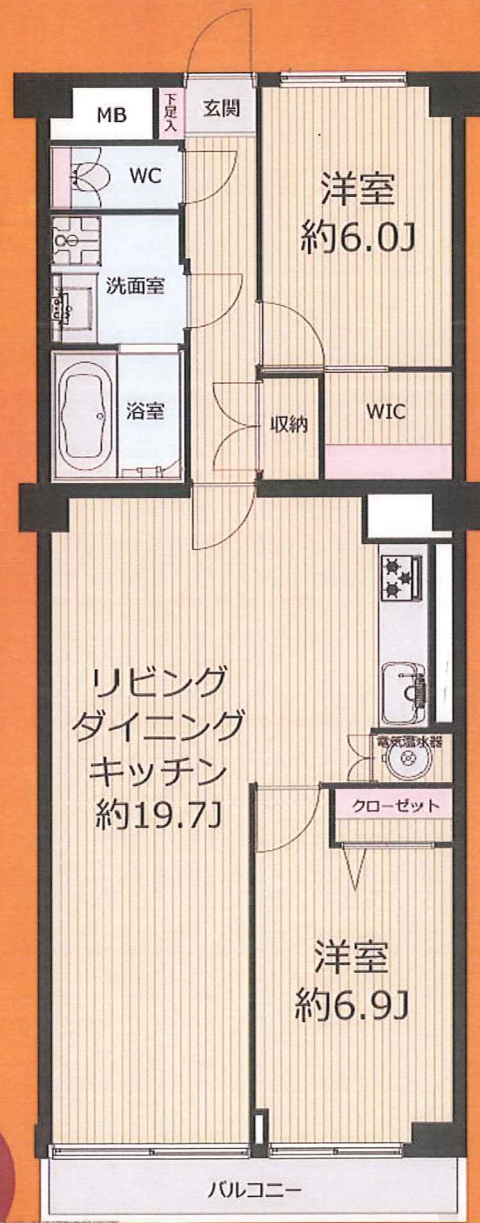 下足入
玄関
MB
WC
洋室
約6.0J
洗面室
浴室
収納
WIC
リビング
ダイニング
キッチン
約19.7J
電気温水器
クローゼット
洋室
約6.9J
バルコニー